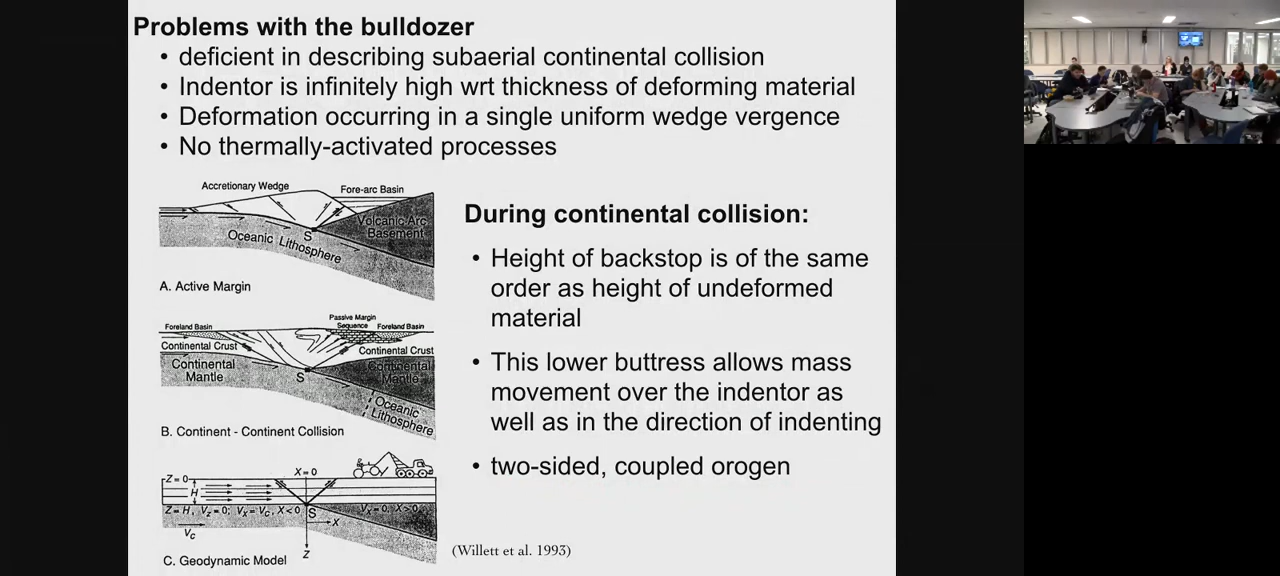 Problems with the bulldozer
• deficient in describing subaerial continental collision
• Indentor is infinitely high wrt thickness of deforming material
• Deformation occurring in a single uniform wedge vergence
• No thermally-activated processes
Accretionary Wedge
Fore-arc Basin
Volcanic-Arc
Basement
S
Oceanic Lithosphere
A. Active Margin
During continental collision:
• Height of backstop is of the same
order as height of undeformed
material
• This lower buttress allows mass
movement over the indentor as
well as in the direction of indenting
• two-sided, coupled orogen
Foreland Basin
Passive Margin
Sequence
Foreland Basin
Continental Crust
Continental Crust
Continental
Mantle
Continental
Mantle
S
Oceanic
Lithosphere
B. Continent - Continent Collision
X=0
Z=0
H
Z=H, Vz=0; Vx=Vc, X<0
S
Vx=0, X>0
X
Vc
Z
C. Geodynamic Model
(Willett et al. 1993)